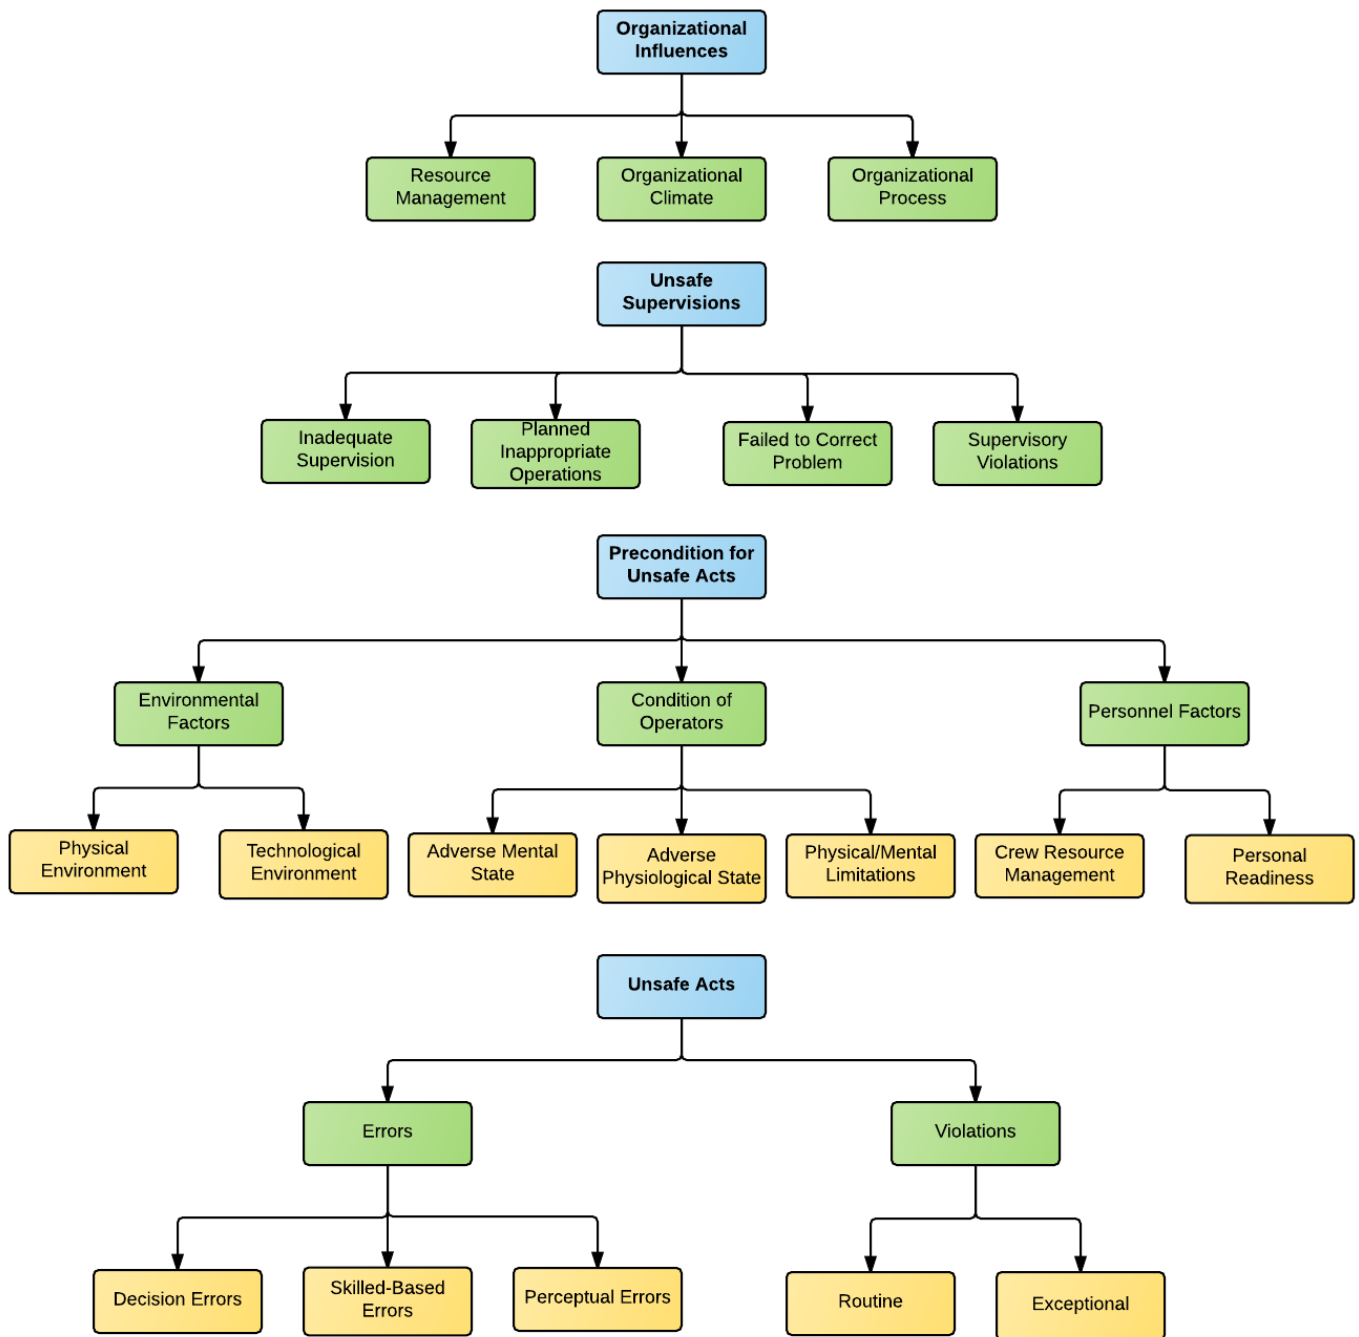 Organizational
Influences
Resource
Management
Organizational
Climate
Organizational
Process
Unsafe
Supervisions
Inadequate
Supervision
Planned
Inappropriate
Operations
Failed to Correct
Problem
Supervisory
Violations
Precondition for
Unsafe Acts
Environmental
Factors
Condition of
Operators
Personnel Factors
Physical
Environment
Technological
Environment
Adverse Mental
State
Adverse
Physiological State
Physical/Mental
Limitations
Crew Resource
Management
Personal
Readiness
Unsafe Acts
Errors
Violations
Decision Errors
Skilled-Based
Errors
Perceptual Errors
Routine
Exceptional